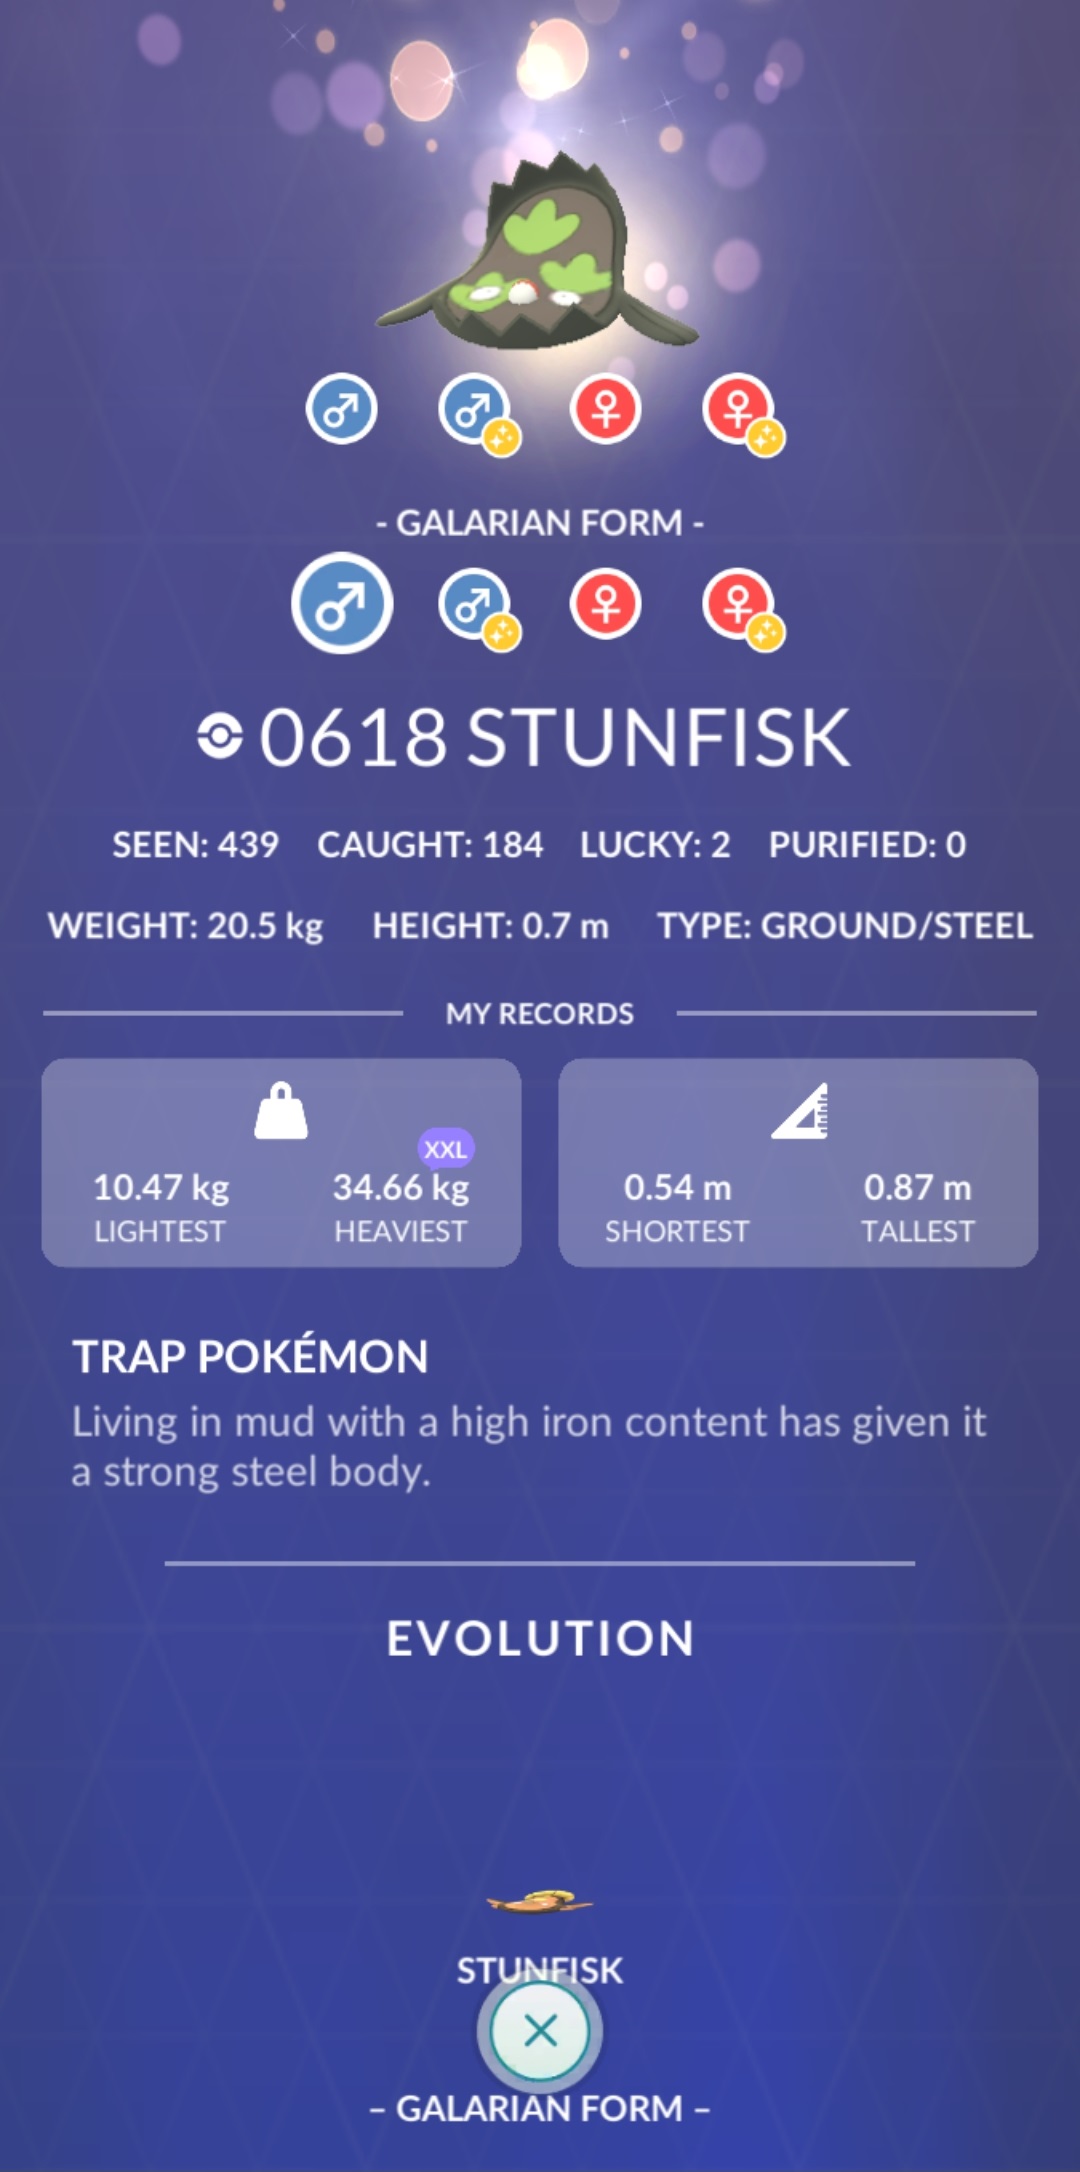 - GALARIAN FORM -
0618 STUNFISK
SEEN: 439 CAUGHT: 184 LUCKY: 2 PURIFIED: 0
WEIGHT: 20.5 kg HEIGHT: 0.7 m TYPE: GROUND/STEEL
MY RECORDS
XXL
10.47 kg 34.66 kg 0.54 m 0.87 m
LIGHTEST HEAVIEST SHORTEST TALLEST
TRAP POKÉMON
Living in mud with a high iron content has given it
a strong steel body.
EVOLUTION
STUNFISK
– GALARIAN FORM –